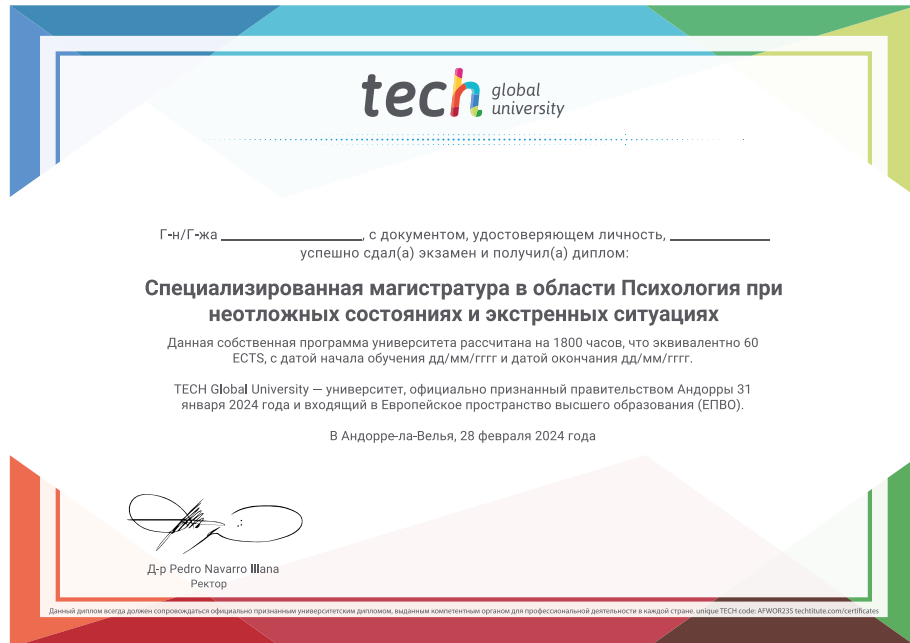 tech global university
Г-н/Г-жа ____________________, с документом, удостоверяющем личность, ______________
успешно сдал(а) экзамен и получил(а) диплом:
Специализированная магистратура в области Психология при
неотложных состояниях и экстренных ситуациях
Данная собственная программа университета рассчитана на 1800 часов, что эквивалентно 60
ECTS, с датой начала обучения дд/мм/гггг и датой окончания дд/мм/гггг.
TECH Global University — университет, официально признанный правительством Андорры 31
января 2024 года и входящий в Европейское пространство высшего образования (ЕПВО).
В Андорре-ла-Велья, 28 февраля 2024 года
Д-р Pedro Navarro Illana
Ректор
Данный диплом всегда должен сопровождаться официально признанным университетским дипломом, выданным компетентным органом для профессиональной деятельности в каждой стране. unique TECH code: AFWOR23S techtitute.com/certificates